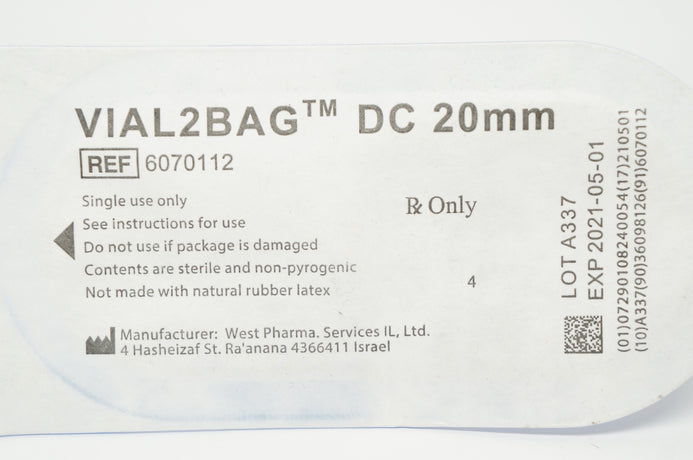 VIAL2BAG™ DC 20mm
REF 6070112
Single use only
See instructions for use
Do not use if package is damaged
Contents are sterile and non-pyrogenic
Not made with natural rubber latex
℞ Only
4
Manufacturer: West Pharma. Services IL, Ltd.
4 Hasheizaf St. Ra'anana 4366411 Israel
LOT A337
EXP 2021-05-01
(01)07290108240054(17)210501
(10)A337(90)36098126(91)6070112